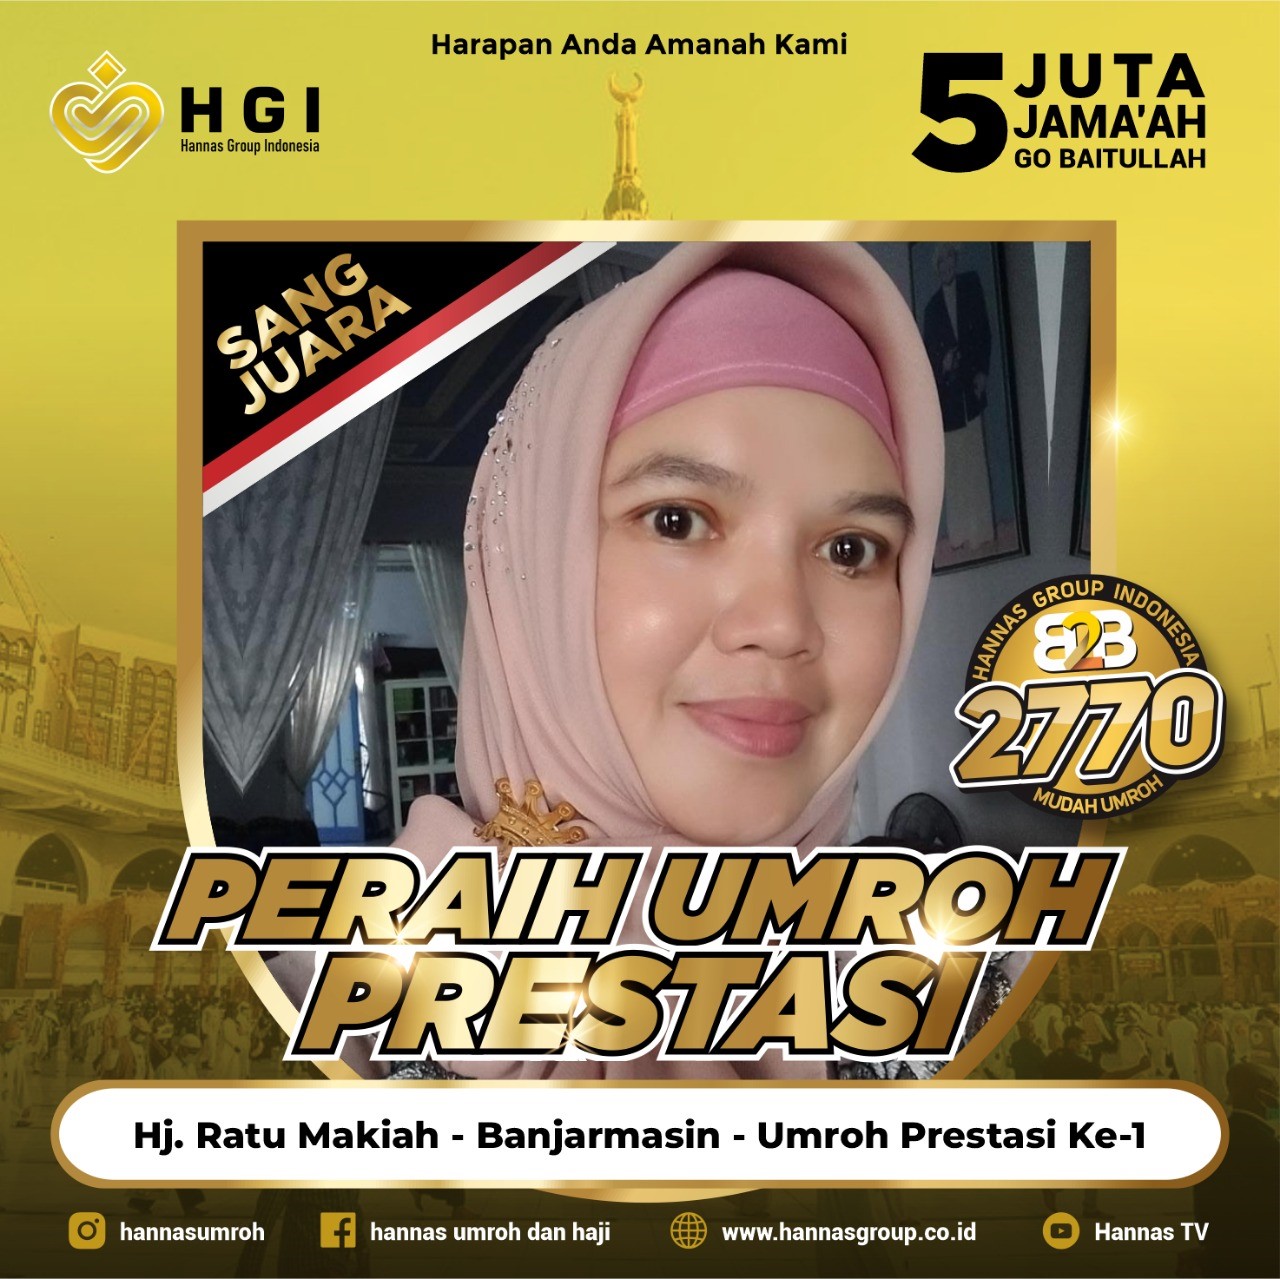 Harapan Anda Amanah Kami
HGI
Hannas Group Indonesia
5 JUTA
JAMA'AH
GO BAITULLAH
SANG
JUARA
HANNAS GROUP INDONESIA
B2B
2770
MUDAH UMROH
PERAIH UMROH
PRESTASI
Hj. Ratu Makiah - Banjarmasin - Umroh Prestasi Ke-1
hannasumroh
hannas umroh dan haji
www.hannasgroup.co.id
Hannas TV